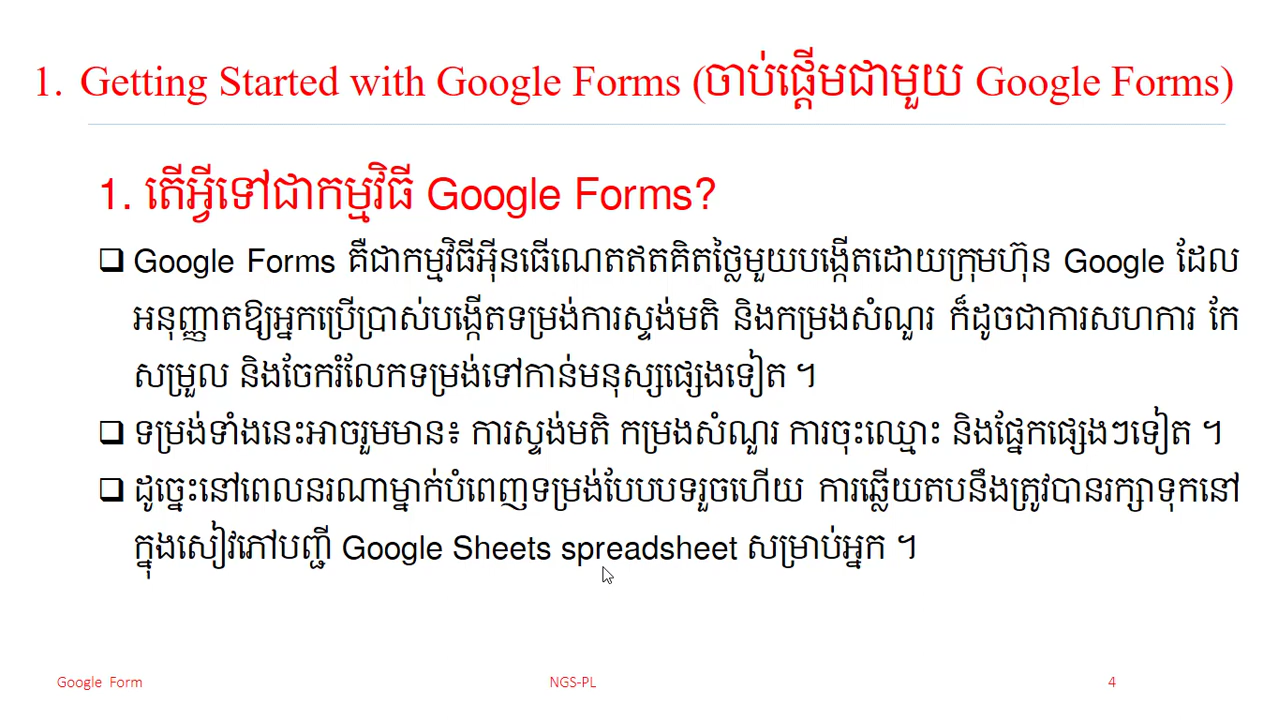 1. Getting Started with Google Forms (ចាប់ផ្តើមជាមួយ Google Forms)
1. តើអ្វីទៅជាកម្មវិធី Google Forms?
❑ Google Forms គឺជាកម្មវិធីអ៊ីនធើណេតឥតគិតថ្លៃមួយបង្កើតដោយក្រុមហ៊ុន Google ដែល
អនុញ្ញាតឱ្យអ្នកប្រើប្រាស់បង្កើតទម្រង់ការស្ទង់មតិ និងកម្រងសំណួរ ក៏ដូចជាការសហការ កែ
សម្រួល និងចែករំលែកទម្រង់ទៅកាន់មនុស្សផ្សេងទៀត ។
❑ ទម្រង់ទាំងនេះអាចរួមមាន៖ ការស្ទង់មតិ កម្រងសំណួរ ការចុះឈ្មោះ និងផ្នែកផ្សេងៗទៀត ។
❑ ដូច្នេះនៅពេលនរណាម្នាក់បំពេញទម្រង់បែបបទរួចហើយ ការឆ្លើយតបនឹងត្រូវបានរក្សាទុកនៅ
ក្នុងសៀវភៅបញ្ជី Google Sheets spreadsheet សម្រាប់អ្នក ។
Google Form NGS-PL 4